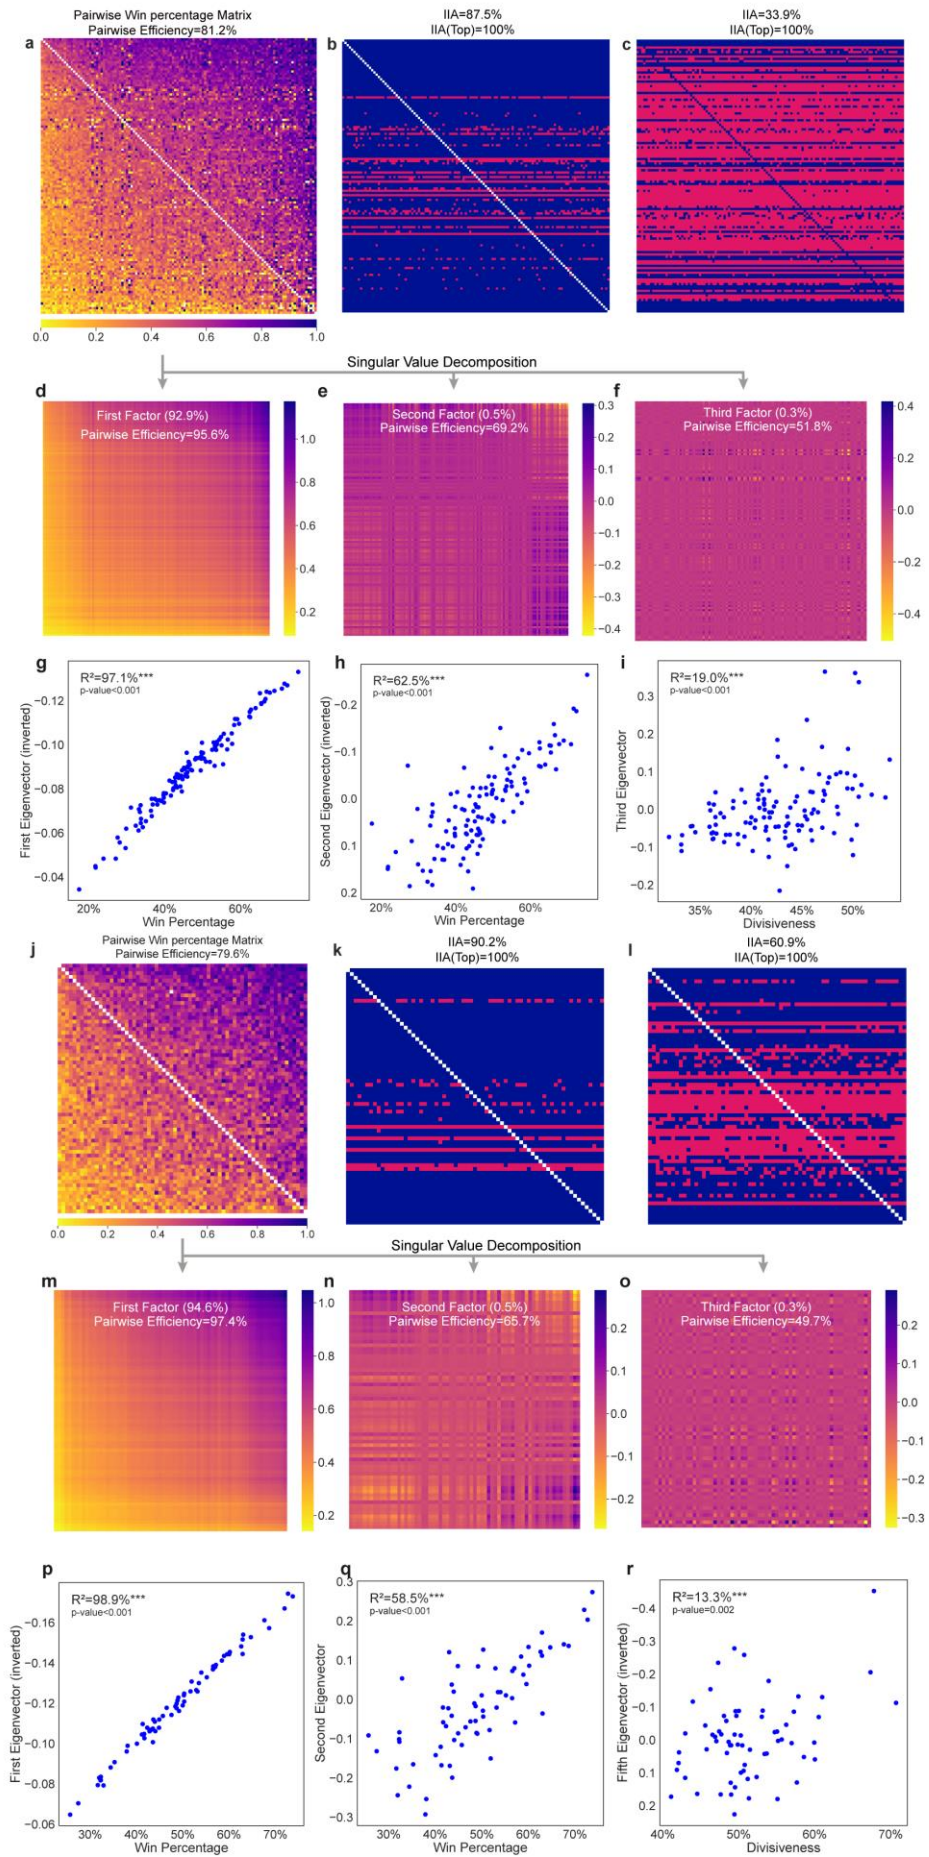 Pairwise Win percentage Matrix
Pairwise Efficiency=81.2%
IIA=87.5%
IIA(Top)=100%
IIA=33.9%
IIA(Top)=100%
a
b
c
0.0 0.2 0.4 0.6 0.8 1.0
Singular Value Decomposition
d
First Factor (92.9%)
Pairwise Efficiency=95.6%
1.0
0.8
0.6
0.4
0.2
e
Second Factor (0.5%)
Pairwise Efficiency=69.2%
0.3
0.2
0.1
0.0
−0.1
−0.2
−0.3
−0.4
f
Third Factor (0.3%)
Pairwise Efficiency=51.8%
0.4
0.2
0.0
−0.2
−0.4
g
R²=97.1%***
p-value<0.001
First Eigenvector (inverted)
−0.12
−0.10
−0.08
−0.06
−0.04
20% 40% 60%
Win Percentage
h
R²=62.5%***
p-value<0.001
Second Eigenvector (inverted)
−0.2
−0.1
0.0
0.1
0.2
20% 30% 40% 50% 60% 70%
Win Percentage
i
R²=19.0%***
p-value<0.001
Third Eigenvector
0.3
0.2
0.1
0.0
−0.1
−0.2
35% 40% 45% 50%
Divisiveness
j
Pairwise Win percentage Matrix
Pairwise Efficiency=79.6%
k
IIA=90.2%
IIA(Top)=100%
l
IIA=60.9%
IIA(Top)=100%
0.0 0.2 0.4 0.6 0.8 1.0
Singular Value Decomposition
m
First Factor (94.6%)
Pairwise Efficiency=97.4%
1.0
0.8
0.6
0.4
0.2
n
Second Factor (0.5%)
Pairwise Efficiency=65.7%
0.2
0.1
0.0
−0.1
−0.2
o
Third Factor (0.3%)
Pairwise Efficiency=49.7%
0.2
0.1
0.0
−0.1
−0.2
−0.3
p
R²=98.9%***
p-value<0.001
First Eigenvector (inverted)
−0.16
−0.14
−0.12
−0.10
−0.08
−0.06
30% 40% 50% 60% 70%
Win Percentage
q
R²=58.5%***
p-value<0.001
Second Eigenvector
0.3
0.2
0.1
0.0
−0.1
−0.2
−0.3
30% 40% 50% 60% 70%
Win Percentage
r
R²=13.3%***
p-value=0.002
Fifth Eigenvector (inverted)
−0.4
−0.3
−0.2
−0.1
0.0
0.1
0.2
40% 50% 60% 70%
Divisiveness